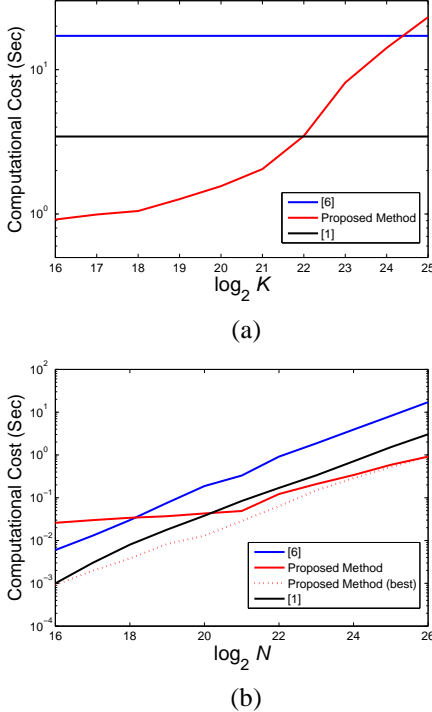 Computational Cost (Sec)
10^1
10^0
[6]
Proposed Method
[1]
16 17 18 19 20 21 22 23 24 25
log_2 K
(a)
Computational Cost (Sec)
10^2
10^1
10^0
10^-1
10^-2
10^-3
10^-4
[6]
Proposed Method
Proposed Method (best)
[1]
16 18 20 22 24 26
log_2 N
(b)